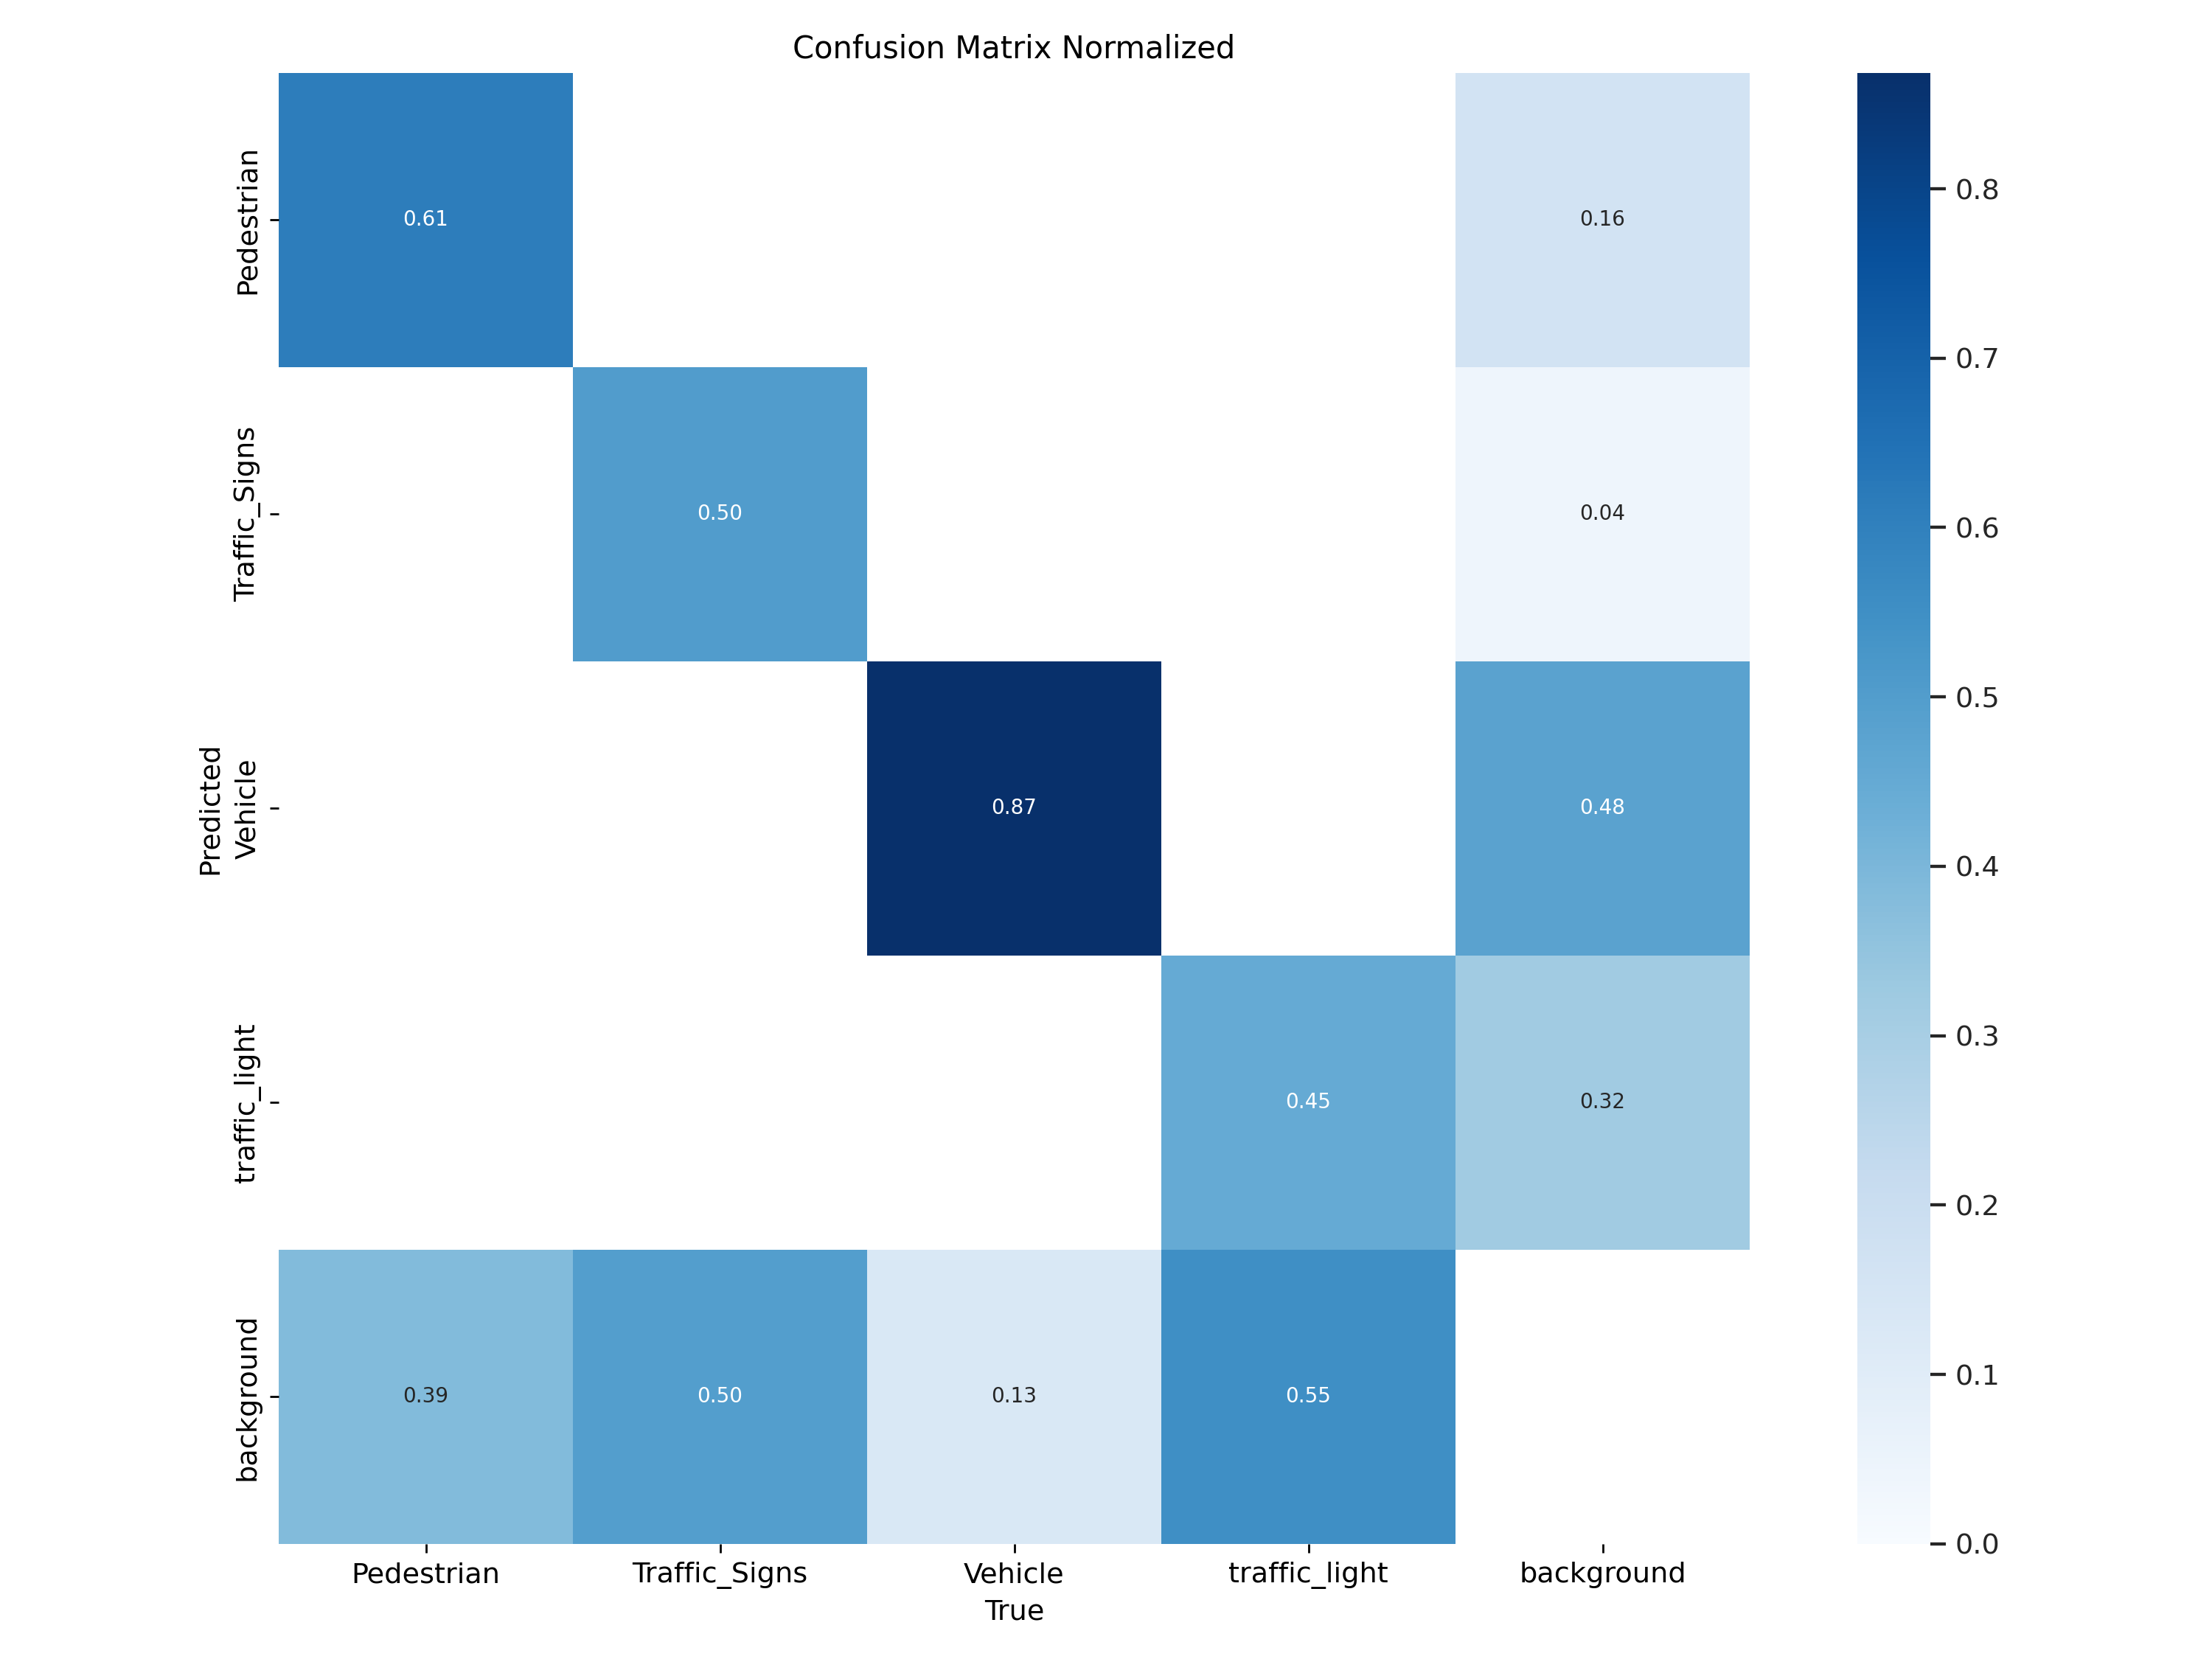 Confusion Matrix Normalized
Pedestrian
0.61
0.16
0.8
0.7
Traffic_Signs
0.50
0.04
0.6
0.5
Predicted
Vehicle
0.87
0.48
0.4
traffic_light
0.45
0.32
0.3
0.2
background
0.39
0.50
0.13
0.55
0.1
0.0
Pedestrian
Traffic_Signs
Vehicle
traffic_light
background
True